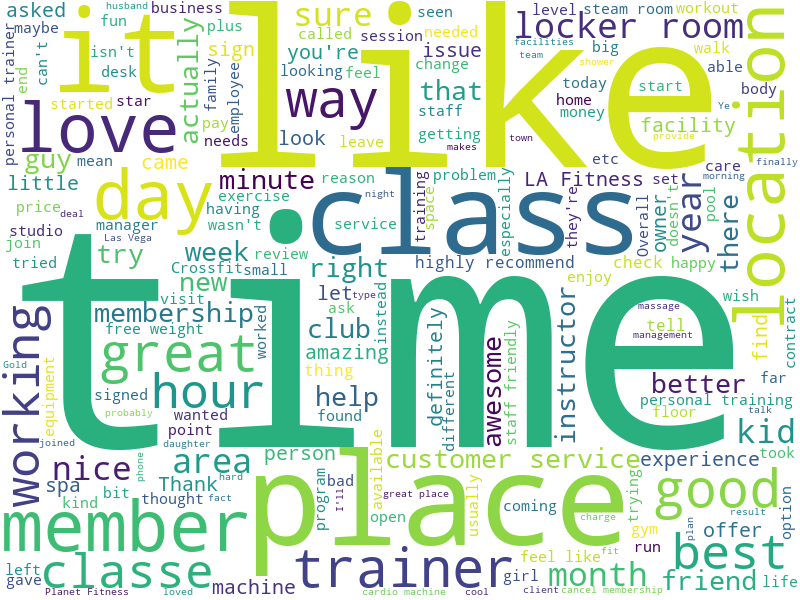 like
time
class
place
it
love
day
way
location
locker room
sure
that
great
hour
working
member
classe
trainer
good
best
month
friend
kid
better
customer service
experience
instructor
awesome
year
there
owner
facility
membership
week
new
try
minute
right
club
help
amazing
area
nice
spa
Thank
person
machine
guy
little
actually
asked
maybe
fun
business
husband
called
session
needed
seen
level
steam room
workout
plus
isn't
you're
issue
facilities
team
big
walk
able
personal trainer
end
can't
desk
sign
looking
feel
change
shower
today
start
body
star
family
employee
staff
home
money
Ye
started
pay
needs
look
leave
getting
town
makes
provide
finally
mean
came
etc
care
morning
LA Fitness
set
reason
problem
training
space
especially
they're
Overall
doesn't
pool
price
deal
exercise
having
night
service
manager
wasn't
studio
Las Vega
join
tried
review
Crossfit
small
highly recommend
check
happy
enjoy
wish
visit
let
type
ask
instead
massage
management
tell
find
contract
free weight
worked
thing
definitely
different
staff friendly
far
Gold
equipment
signed
probably
wanted
found
point
personal training
floor
talk
joined
daughter
took
phone
hard
fact
bit
kind
thought
program
bad
I'll
available
great place
usually
coming
trying
gym
option
result
plan
offer
run
charge
open
left
gave
Planet Fitness
loved
cardio machine
cool
girl
feel like
fit
client
cancel membership
life